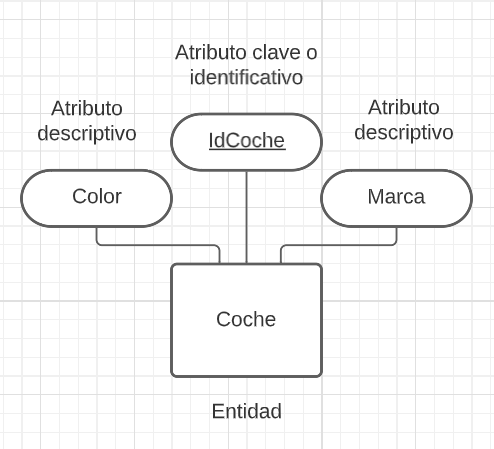 Atributo clave o
identificativo
Atributo
descriptivo
Atributo
descriptivo
IdCoche
Color
Marca
Coche
Entidad